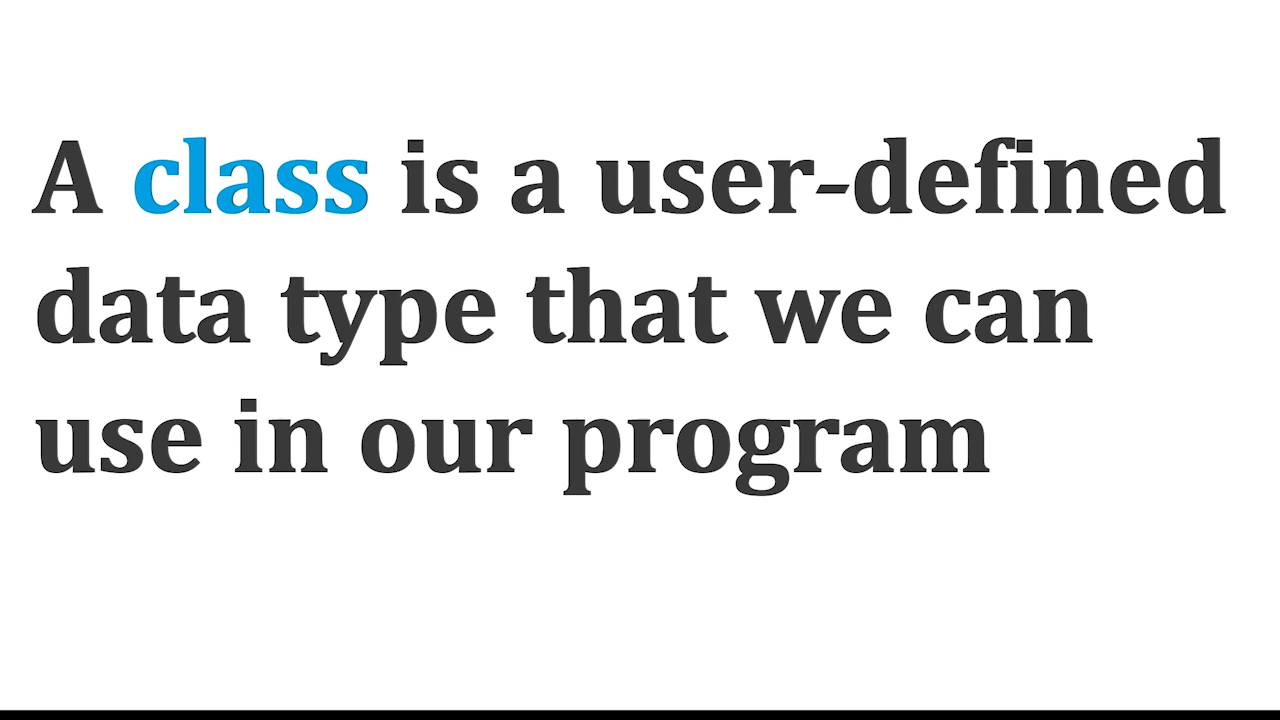 A class is a user-defined
data type that we can
use in our program